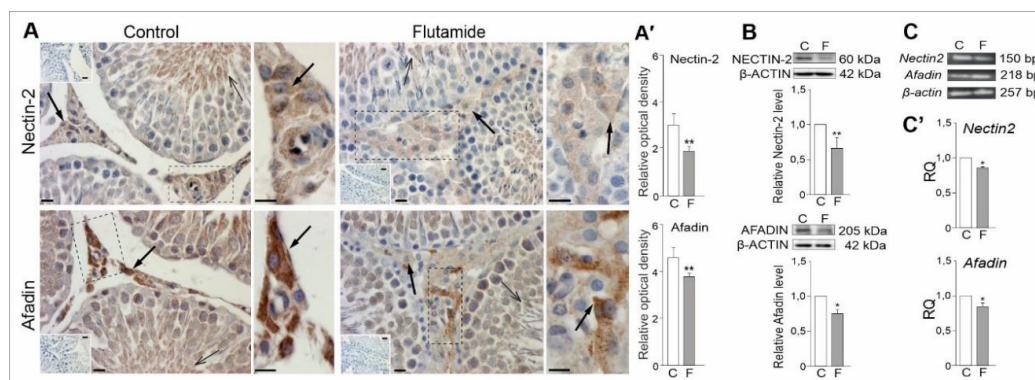 A
Control
Flutamide
Nectin-2
Afadin
A′
Nectin-2
Relative optical density
6
4
2
0
**
C F
Afadin
Relative optical density
6
4
2
0
**
C F
B
C F
NECTIN-2 60 kDa
β-ACTIN 42 kDa
Relative Nectin-2 level
1,5
1,0
0,5
0
**
C F
AFADIN 205 kDa
β-ACTIN 42 kDa
Relative Afadin level
1,5
1,0
0,5
0
*
C F
C
C F
Nectin2 150 bp
Afadin 218 bp
β-actin 257 bp
C'
Nectin2
RQ
1,5
1,0
0,5
0
*
C F
Afadin
RQ
1,5
1,0
0,5
0
*
C F